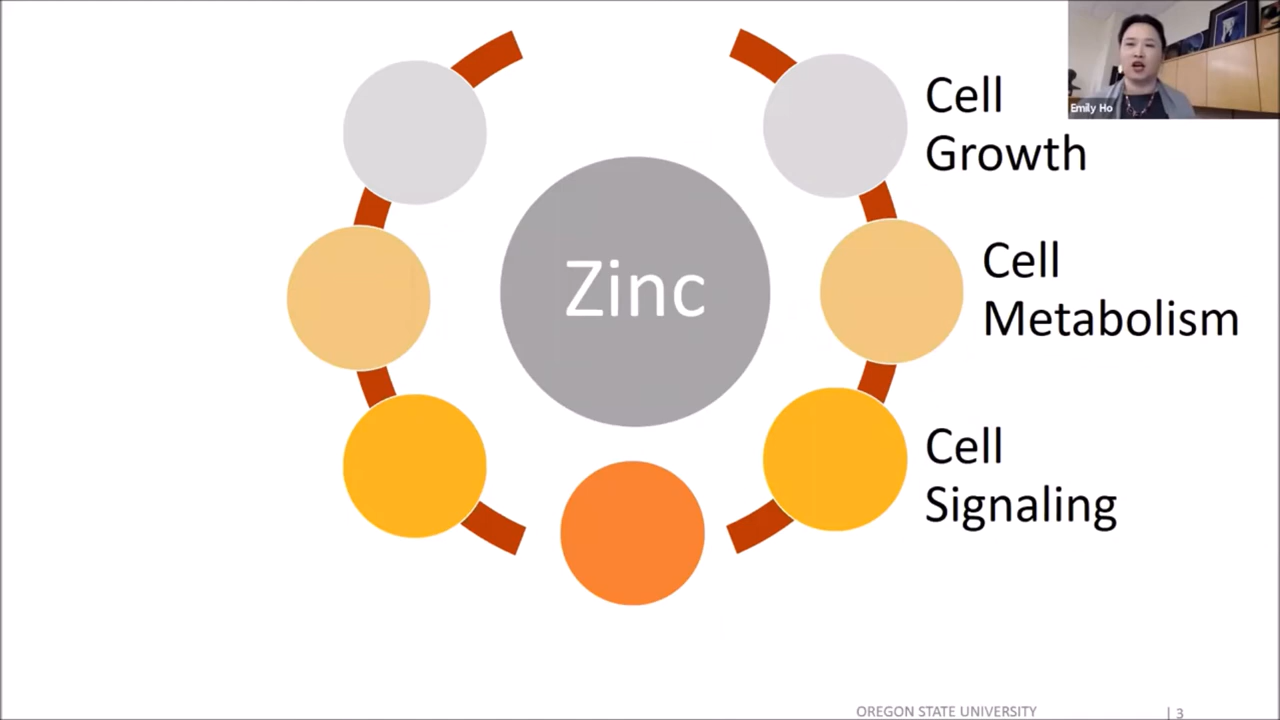 Cell
Growth
Emily Ho
Zinc
Cell
Metabolism
Cell
Signaling
OREGON STATE UNIVERSITY | 3